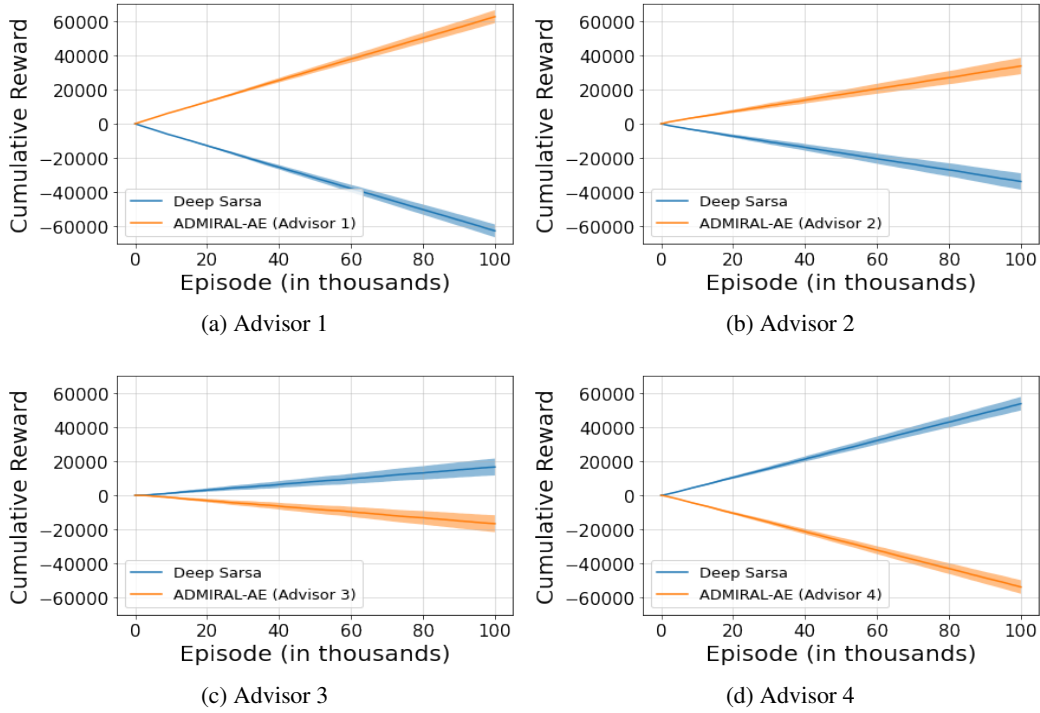 Cumulative Reward
60000
40000
20000
0
−20000
−40000
−60000
Deep Sarsa
ADMIRAL-AE (Advisor 1)
0 20 40 60 80 100
Episode (in thousands)
(a) Advisor 1
Cumulative Reward
60000
40000
20000
0
−20000
−40000
−60000
Deep Sarsa
ADMIRAL-AE (Advisor 2)
0 20 40 60 80 100
Episode (in thousands)
(b) Advisor 2
Cumulative Reward
60000
40000
20000
0
−20000
−40000
−60000
Deep Sarsa
ADMIRAL-AE (Advisor 3)
0 20 40 60 80 100
Episode (in thousands)
(c) Advisor 3
Cumulative Reward
60000
40000
20000
0
−20000
−40000
−60000
Deep Sarsa
ADMIRAL-AE (Advisor 4)
0 20 40 60 80 100
Episode (in thousands)
(d) Advisor 4